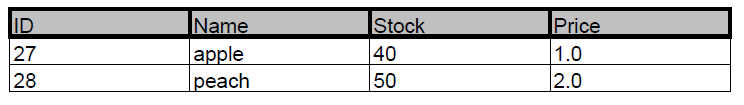 ID Name Stock Price
27 apple 40 1.0
28 peach 50 2.0